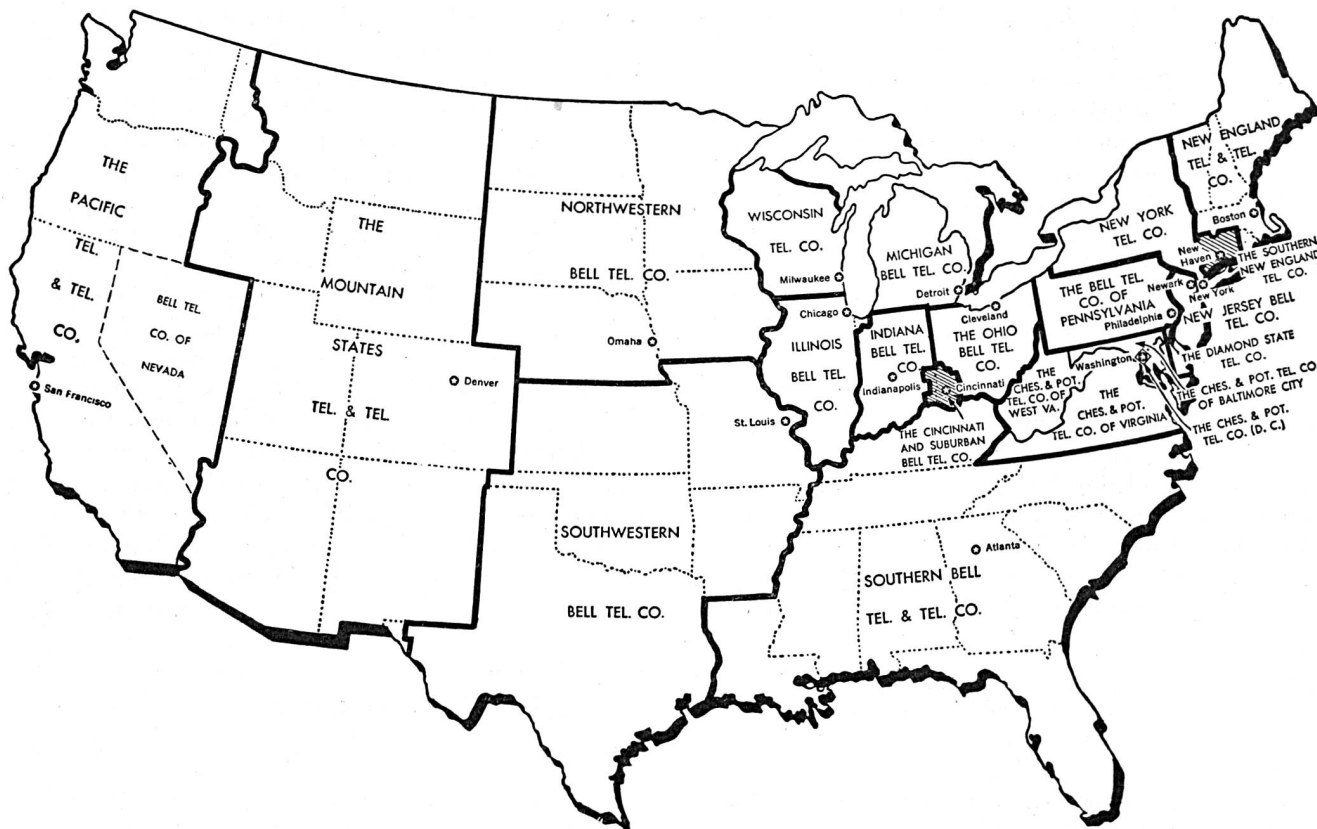 THE
PACIFIC
TEL.
& TEL.
CO.
BELL TEL.
CO. OF
NEVADA
San Francisco
THE
MOUNTAIN
STATES
TEL. & TEL.
CO.
Denver
NORTHWESTERN
BELL TEL. CO.
Omaha
SOUTHWESTERN
BELL TEL. CO.
St. Louis
WISCONSIN
TEL. CO.
Milwaukee
MICHIGAN
BELL TEL. CO.
Detroit
Chicago
ILLINOIS
BELL TEL.
CO.
INDIANA
BELL TEL.
CO.
Indianapolis
Cleveland
THE OHIO
BELL TEL.
CO.
Cincinnati
THE CINCINNATI
AND SUBURBAN
BELL TEL. CO.
THE
CHES. & POT.
TEL. CO. OF
WEST VA.
THE
CHES. & POT.
TEL. CO. OF VIRGINIA
Washington
THE BELL TEL.
CO. OF
PENNSYLVANIA
Philadelphia
NEW YORK
TEL. CO.
NEW ENGLAND
TEL. & TEL.
CO.
Boston
New
Haven
THE SOUTHERN
NEW ENGLAND
TEL. CO.
Newark
New York
NEW JERSEY BELL
TEL. CO.
THE DIAMOND STATE
TEL. CO.
THE CHES. & POT. TEL. CO.
OF BALTIMORE CITY
THE CHES. & POT.
TEL. CO. (D. C.)
SOUTHERN BELL
TEL. & TEL. CO.
Atlanta